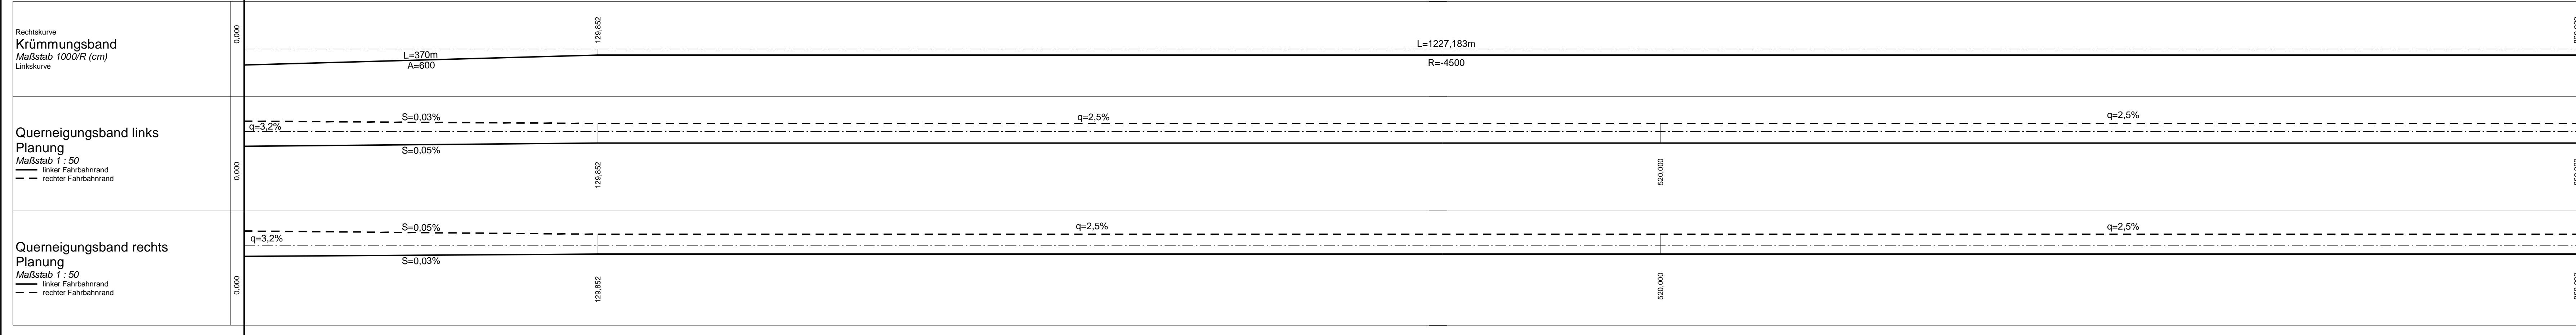 Rechtskurve
Krümmungsband
Maßstab 1000/R (cm)
Linkskurve
0,000
129,852
L=370m
A=600
L=1227,183m
R=-4500
Querneigungsband links
Planung
Maßstab 1 : 50
linker Fahrbahnrand
rechter Fahrbahnrand
0,000
q=3,2%
S=0,03%
S=0,05%
129,852
q=2,5%
520,000
q=2,5%
Querneigungsband rechts
Planung
Maßstab 1 : 50
linker Fahrbahnrand
rechter Fahrbahnrand
0,000
q=3,2%
S=0,05%
S=0,03%
129,852
q=2,5%
520,000
q=2,5%